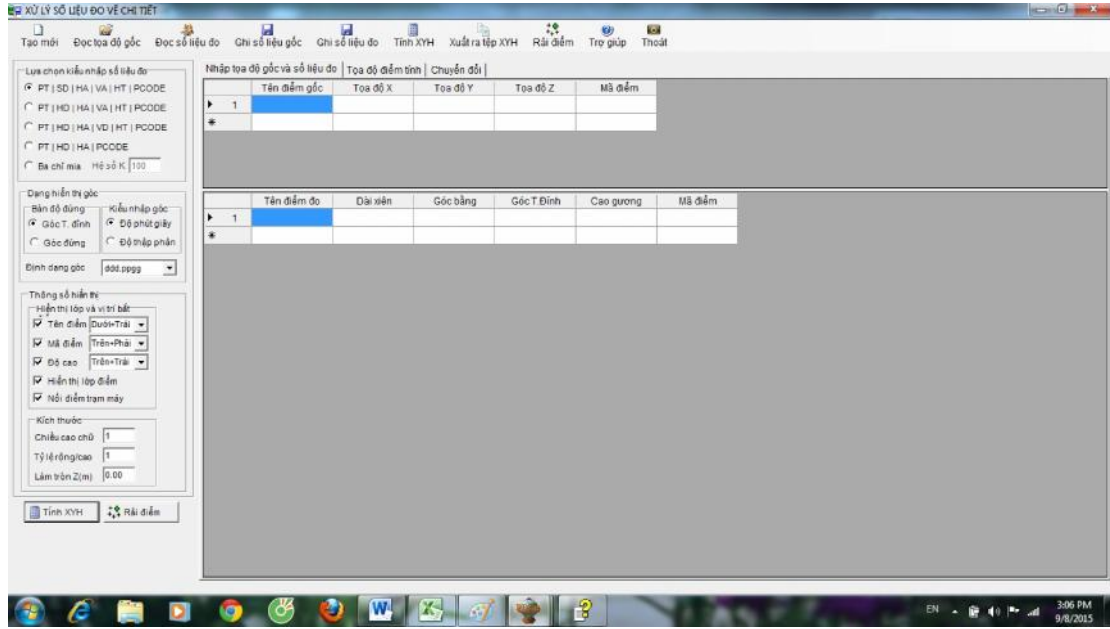 XỬ LÝ SỐ LIỆU ĐO VẼ CHI TIẾT
Tạo mới Đọc tọa độ gốc Đọc số liệu đo Ghi số liệu gốc Ghi số liệu đo Tính XYH Xuất ra tệp XYH Rải điểm Trợ giúp Thoát
Lựa chọn kiểu nhập số liệu đo
PT | SD | HA | VA | HT | PCODE
PT | HD | HA | VA | HT | PCODE
PT | HD | HA | VD | HT | PCODE
PT | HD | HA | PCODE
Ba chỉ mia Hệ số K 100
Dạng hiển thị góc
Bàn độ đứng Kiểu nhập góc
Góc T. đỉnh Độ phút giây
Góc đứng Độ thập phân
Định dạng góc ddd.ppgg
Thông số hiển thị
Hiển thị lớp và vị trí bắt
Tên điểm Dưới+Trái
Mã điểm Trên+Phải
Độ cao Trên+Trái
Hiển thị lớp điểm
Nối điểm trạm máy
Kích thước
Chiều cao chữ 1
Tỷ lệ rộng/cao 1
Làm tròn Z(m) 0.00
Tính XYH Rải điểm
Nhập tọa độ gốc và số liệu đo Tọa độ điểm tính Chuyển đổi
Tên điểm gốc Tọa độ X Tọa độ Y Tọa độ Z Mã điểm
1
Tên điểm đo Dài xiên Góc bằng Góc T.Đỉnh Cao gương Mã điểm
1
EN 3:06 PM
9/8/2015